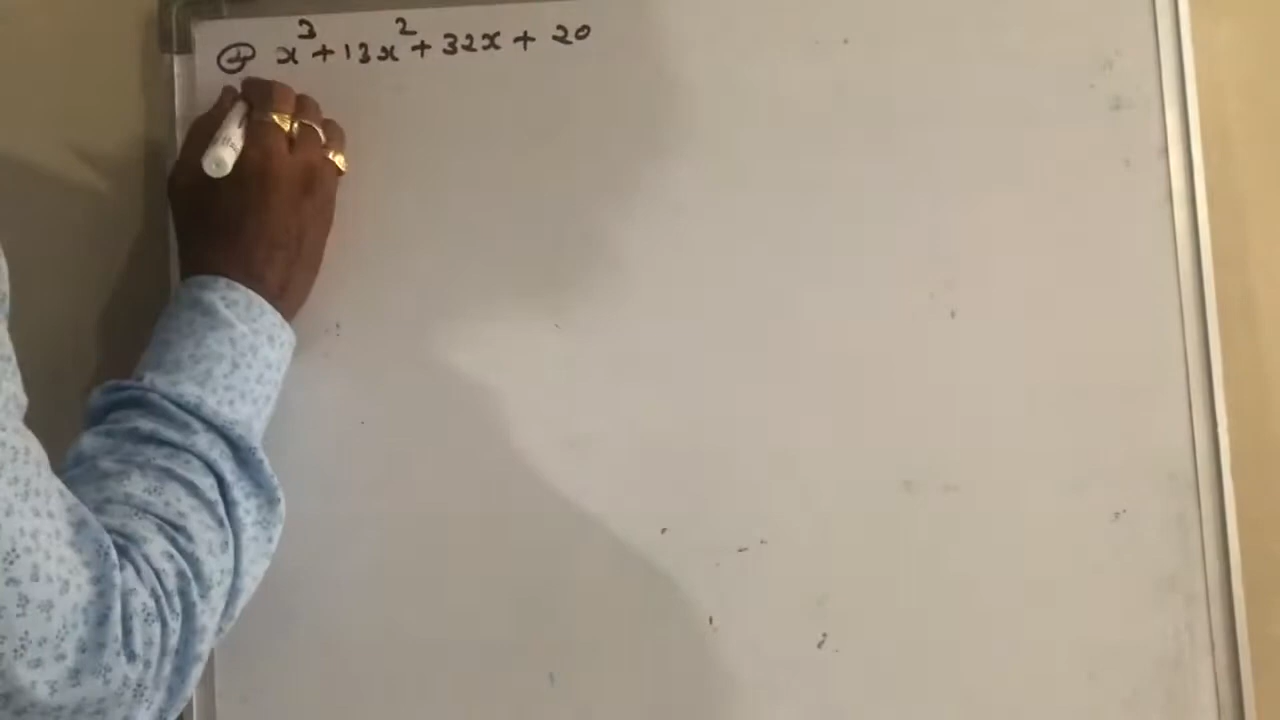 x³ + 13x² + 32x + 20